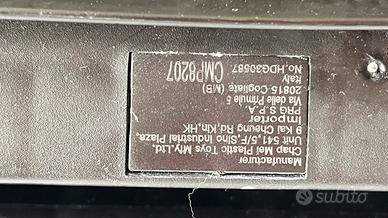 Manufacturer
Chap Mei Plastic Toys Mfy.Ltd,
Unit 541,5/F,Sino Industrial Plaza,
9 Kai Cheung Rd,Kln,HK
Importer
PRG S.P.A.
Via delle Primule 5
20815-Cogliate (M/B)
Italy
No.HDG30587
CMP8207
subito